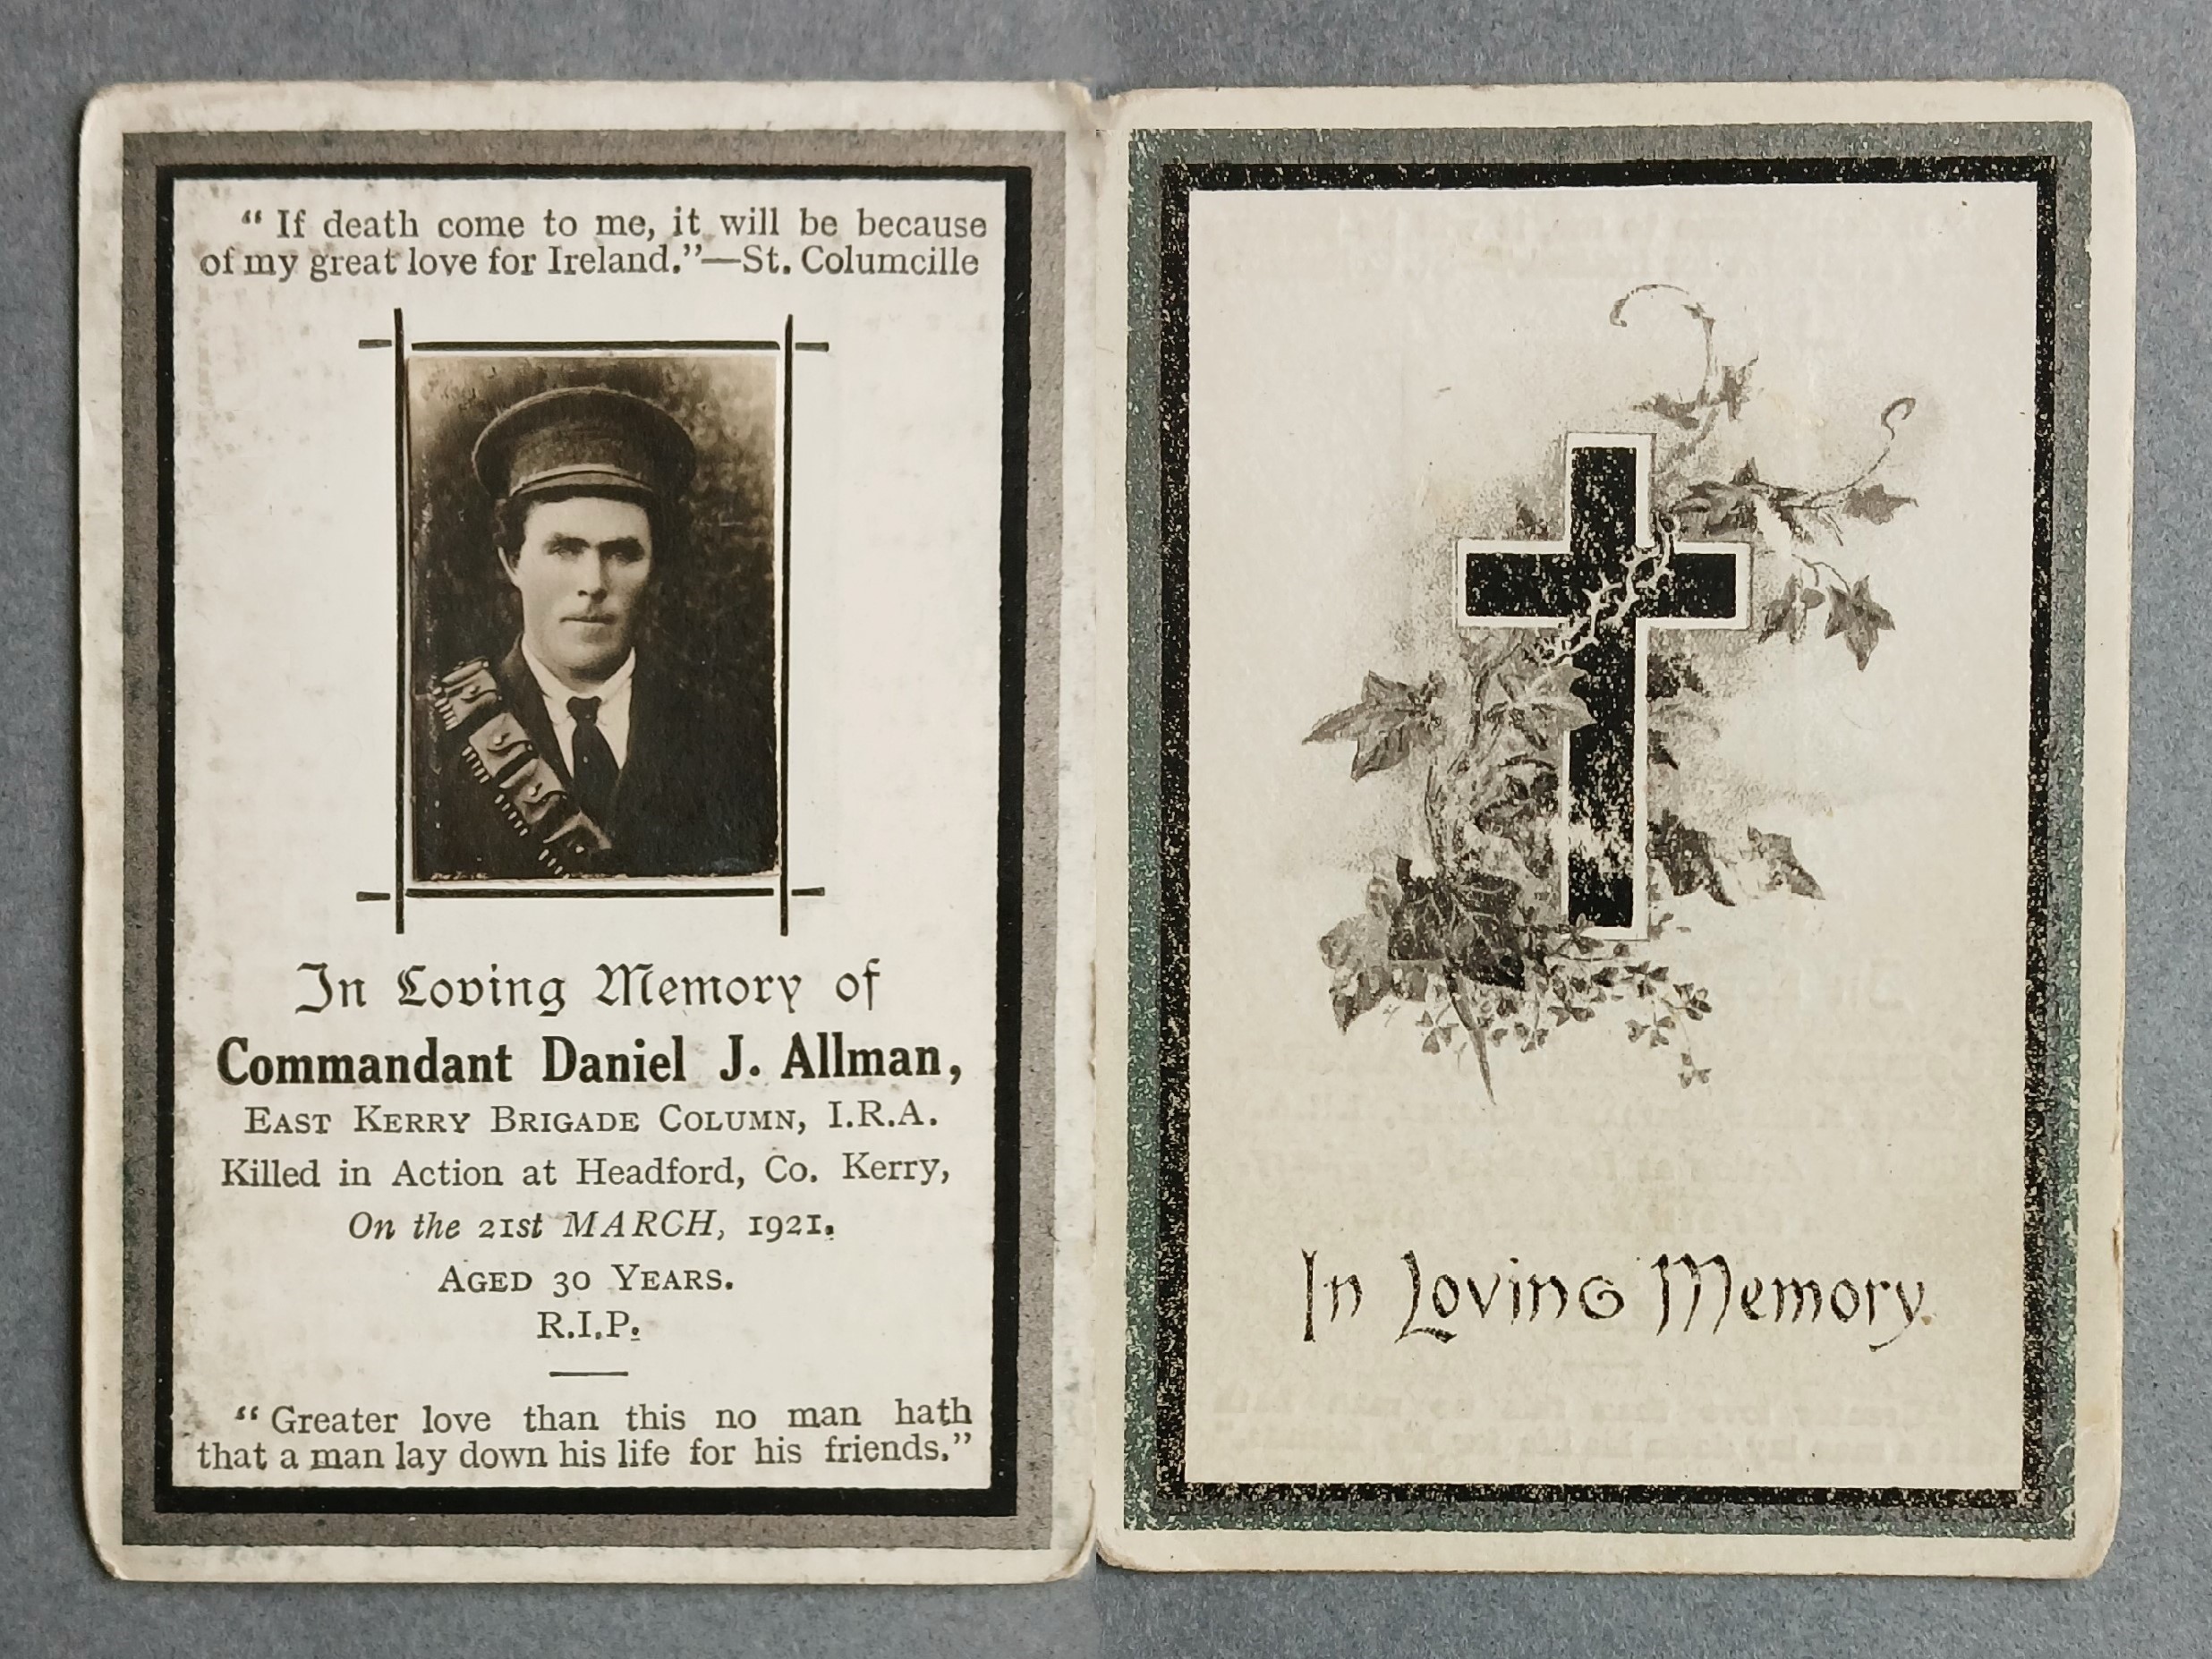 “ If death come to me, it will be because
of my great love for Ireland.”—St. Columcille
In Loving Memory of
Commandant Daniel J. Allman,
East Kerry Brigade Column, I.R.A.
Killed in Action at Headford, Co. Kerry,
On the 21st MARCH, 1921.
Aged 30 Years.
R.I.P.
“ Greater love than this no man hath
that a man lay down his life for his friends.”
In Loving Memory.